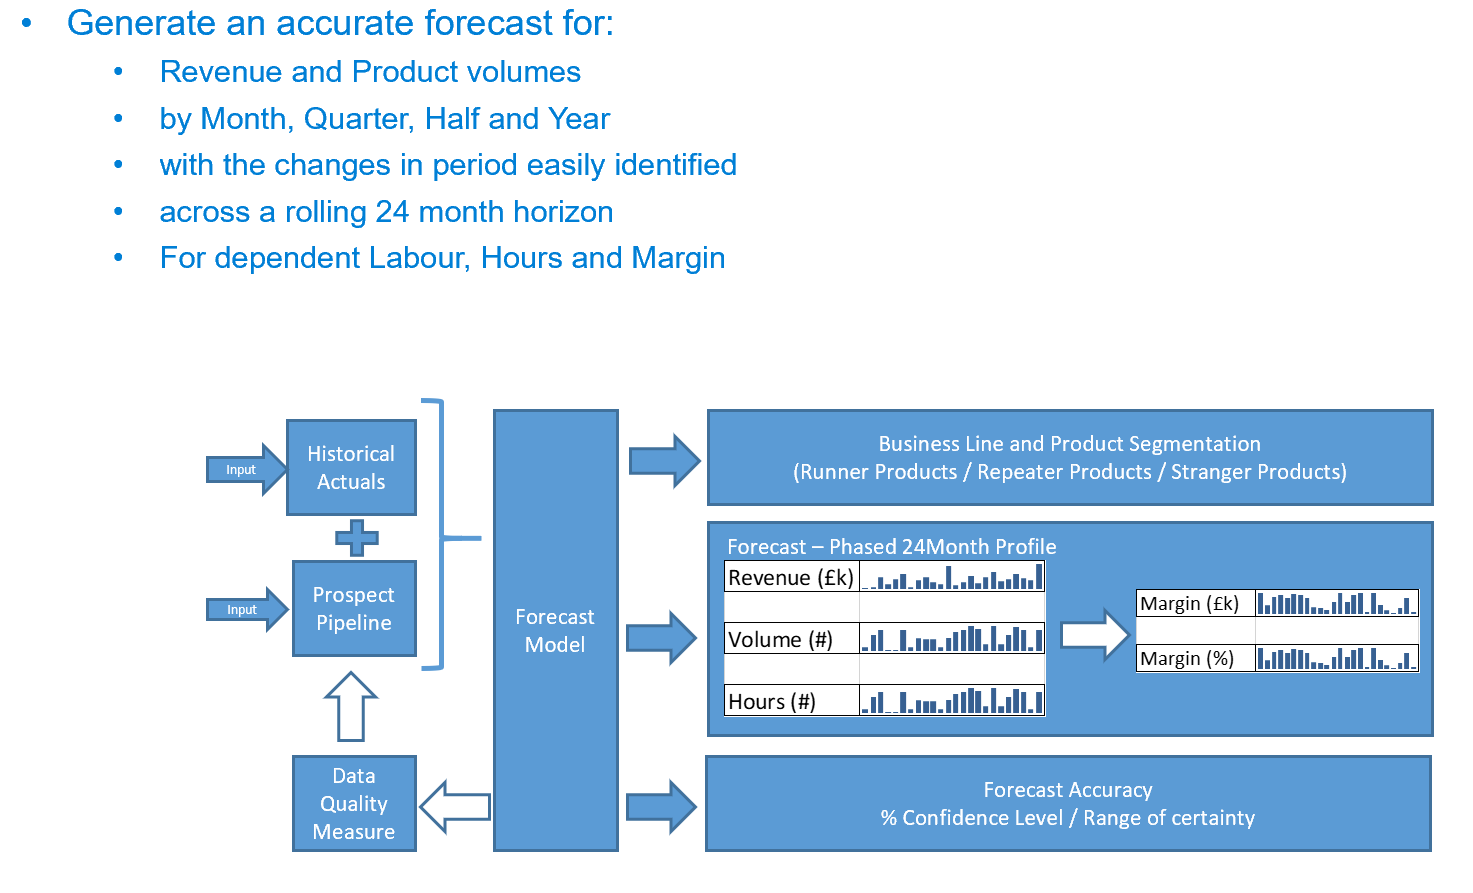 • Generate an accurate forecast for:
• Revenue and Product volumes
• by Month, Quarter, Half and Year
• with the changes in period easily identified
• across a rolling 24 month horizon
• For dependent Labour, Hours and Margin
Input
Historical
Actuals
Input
Prospect
Pipeline
Data
Quality
Measure
Forecast
Model
Business Line and Product Segmentation
(Runner Products / Repeater Products / Stranger Products)
Forecast – Phased 24Month Profile
Revenue (£k)
Volume (#)
Hours (#)
Margin (£k)
Margin (%)
Forecast Accuracy
% Confidence Level / Range of certainty